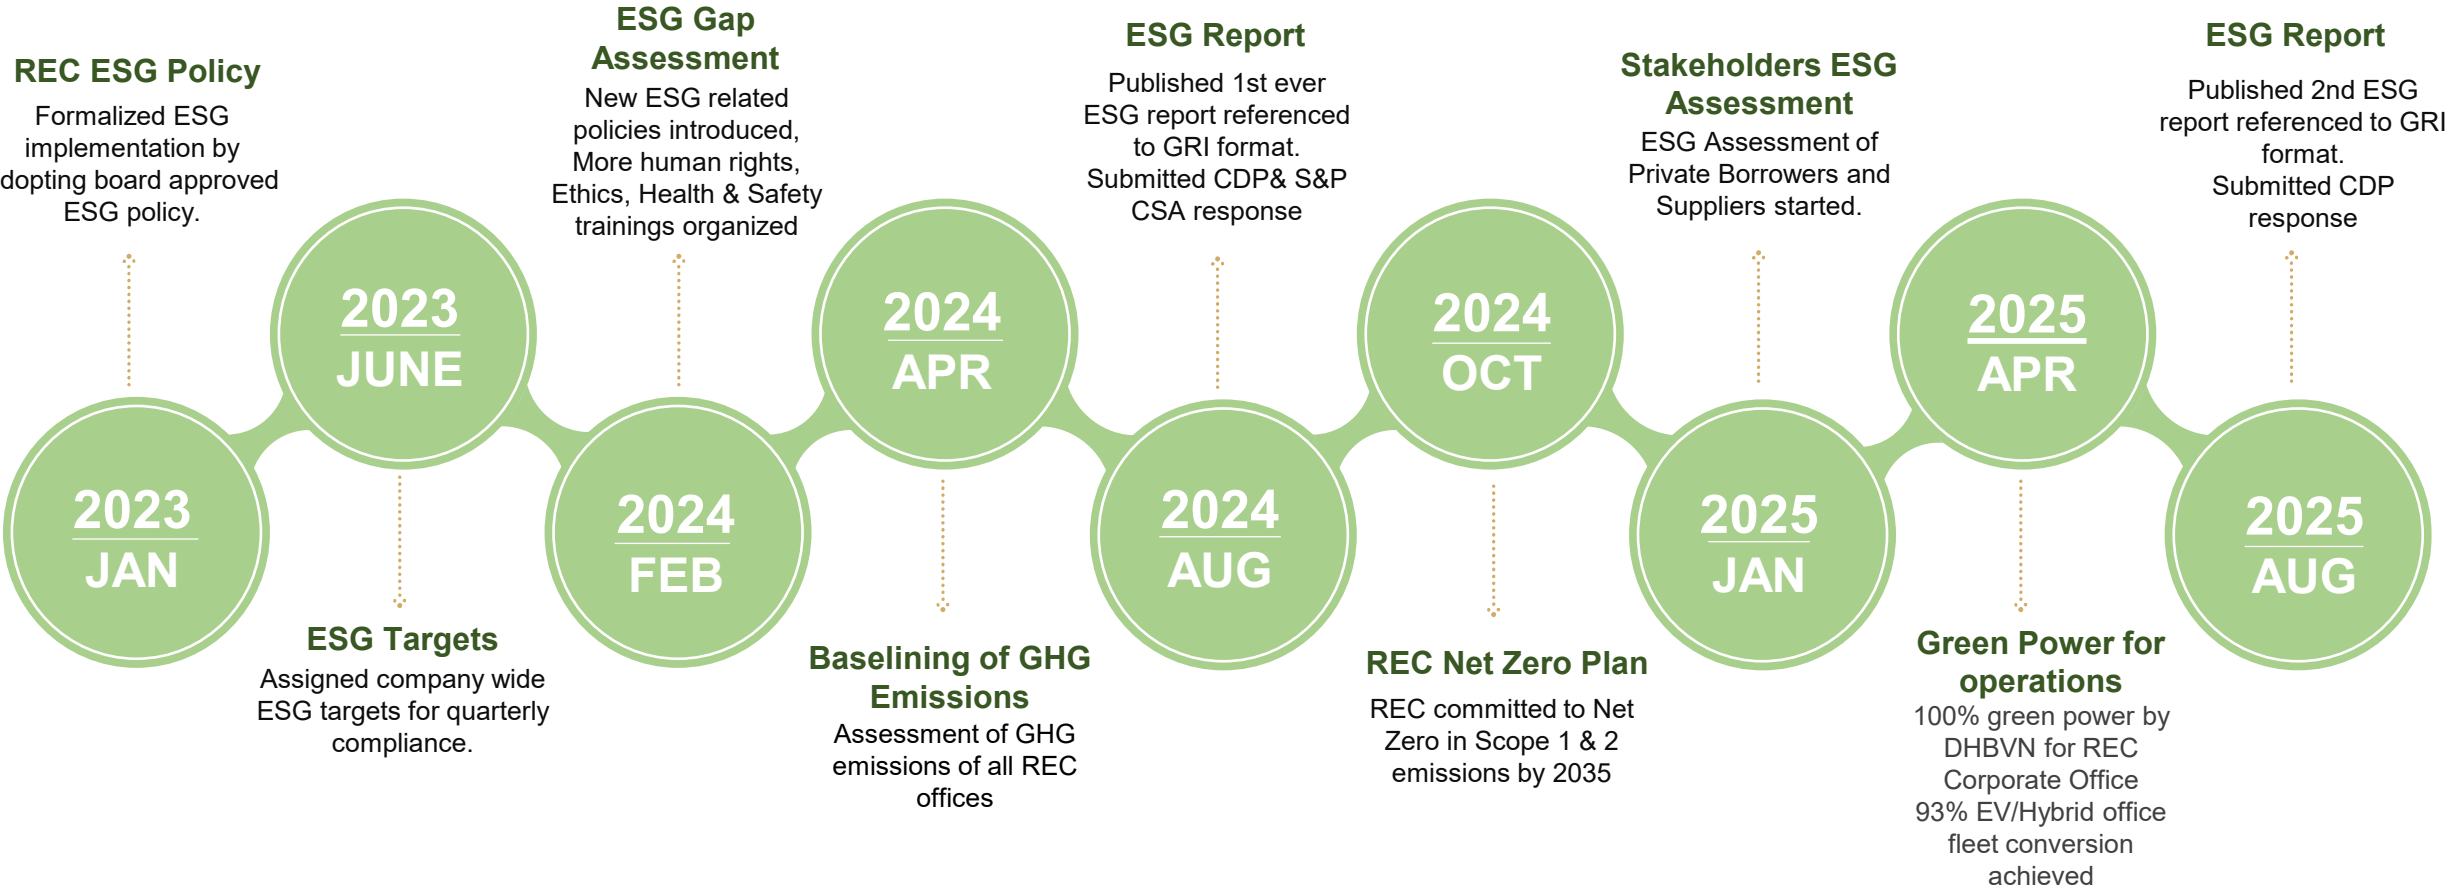 REC ESG Policy
Formalized ESG
implementation by
dopting board approved
ESG policy.
2023
JAN
2023
JUNE
ESG Targets
Assigned company wide
ESG targets for quarterly
compliance.
ESG Gap
Assessment
New ESG related
policies introduced,
More human rights,
Ethics, Health & Safety
trainings organized
2024
FEB
2024
APR
Baselining of GHG
Emissions
Assessment of GHG
emissions of all REC
offices
ESG Report
Published 1st ever
ESG report referenced
to GRI format.
Submitted CDP& S&P
CSA response
2024
AUG
2024
OCT
REC Net Zero Plan
REC committed to Net
Zero in Scope 1 & 2
emissions by 2035
Stakeholders ESG
Assessment
ESG Assessment of
Private Borrowers and
Suppliers started.
2025
JAN
2025
APR
Green Power for
operations
100% green power by
DHBVN for REC
Corporate Office
93% EV/Hybrid office
fleet conversion
achieved
ESG Report
Published 2nd ESG
report referenced to GRI
format.
Submitted CDP
response
2025
AUG